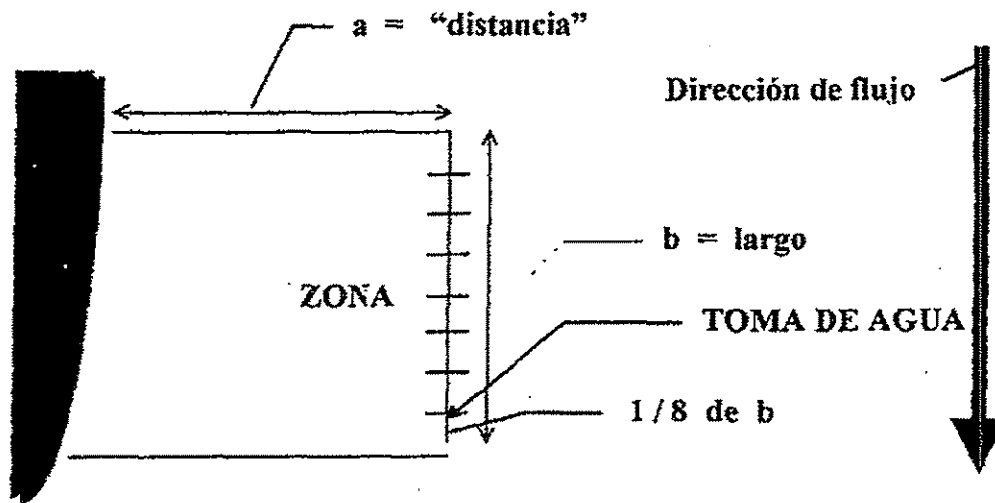 a = “distancia”
Dirección de flujo
b = largo
ZONA
TOMA DE AGUA
1 / 8 de b